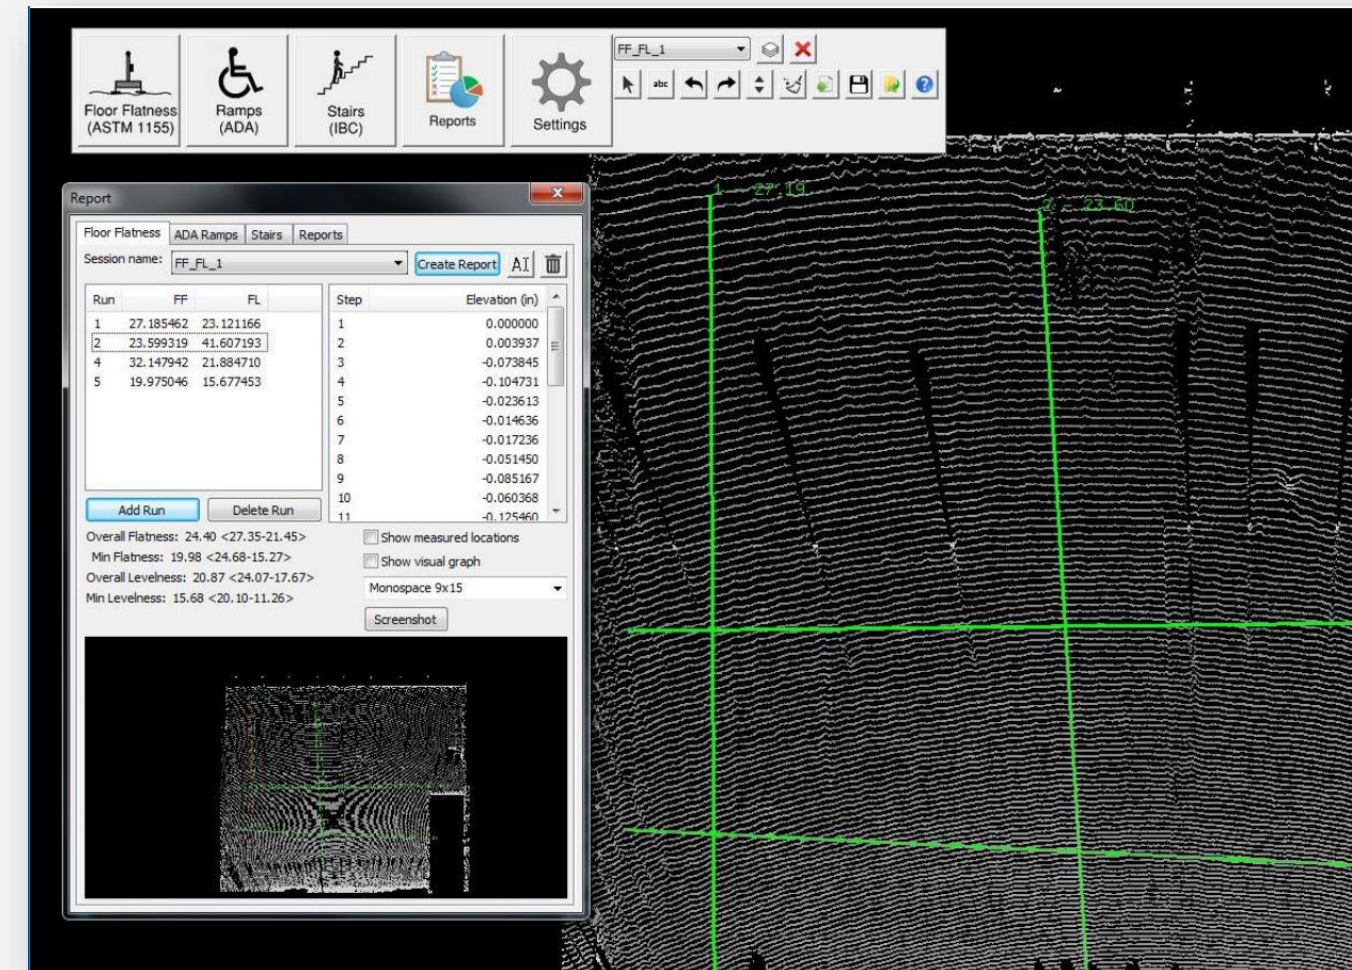 Floor Flatness
(ASTM 1155)
Ramps
(ADA)
Stairs
(IBC)
Reports
Settings
FF_FL_1
abc
Report
Floor Flatness ADA Ramps Stairs Reports
Session name: FF_FL_1 Create Report AI
Run FF FL
1 27.185462 23.121166
2 23.599319 41.607193
4 32.147942 21.884710
5 19.975046 15.677453
Step Elevation (in)
1 0.000000
2 0.003937
3 -0.073845
4 -0.104731
5 -0.023613
6 -0.014636
7 -0.017236
8 -0.051450
9 -0.085167
10 -0.060368
11 -0.125460
Add Run Delete Run
Overall Flatness: 24.40 <27.35-21.45>
Min Flatness: 19.98 <24.68-15.27>
Overall Levelness: 20.87 <24.07-17.67>
Min Levelness: 15.68 <20.10-11.26>
Show measured locations
Show visual graph
Monospace 9x15
Screenshot
1 - 27.19
2 - 23.60